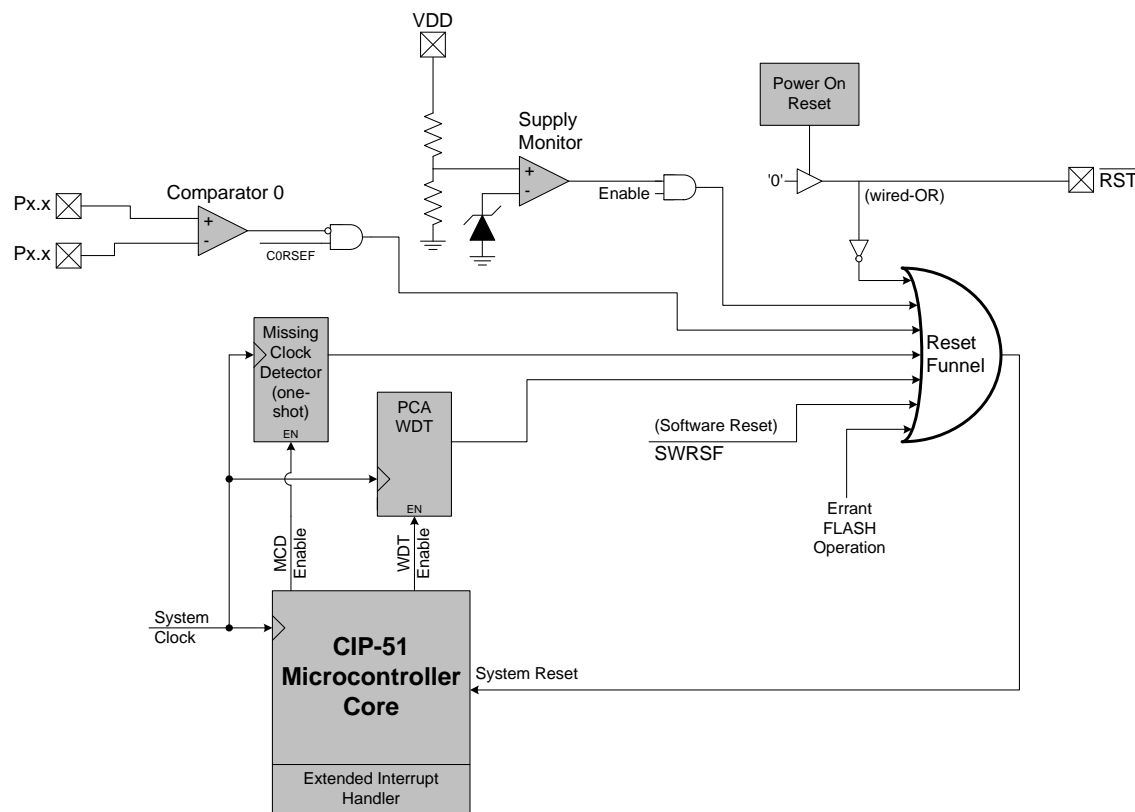 VDD
Power On
Reset
Supply
Monitor
+
-
Enable
'0'
(wired-OR)
RST
Comparator 0
Px.x
Px.x
+
-
C0RSEF
Reset
Funnel
Missing
Clock
Detector
(one-
shot)
EN
PCA
WDT
EN
(Software Reset)
SWRSF
Errant
FLASH
Operation
MCD
Enable
WDT
Enable
System
Clock
CIP-51
Microcontroller
Core
System Reset
Extended Interrupt
Handler